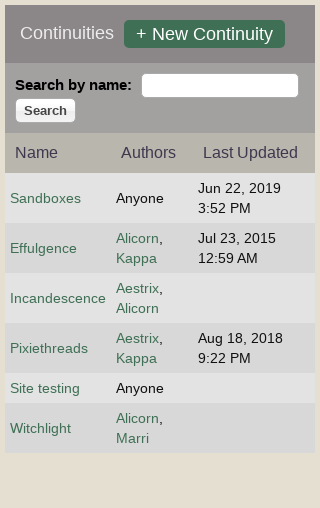 Continuities + New Continuity
Search by name:
Search
Name Authors Last Updated
Sandboxes Anyone Jun 22, 2019
3:52 PM
Effulgence Alicorn, Jul 23, 2015
Kappa 12:59 AM
Incandescence Aestrix,
Alicorn
Pixiethreads Aestrix, Aug 18, 2018
Kappa 9:22 PM
Site testing Anyone
Witchlight Alicorn,
Marri